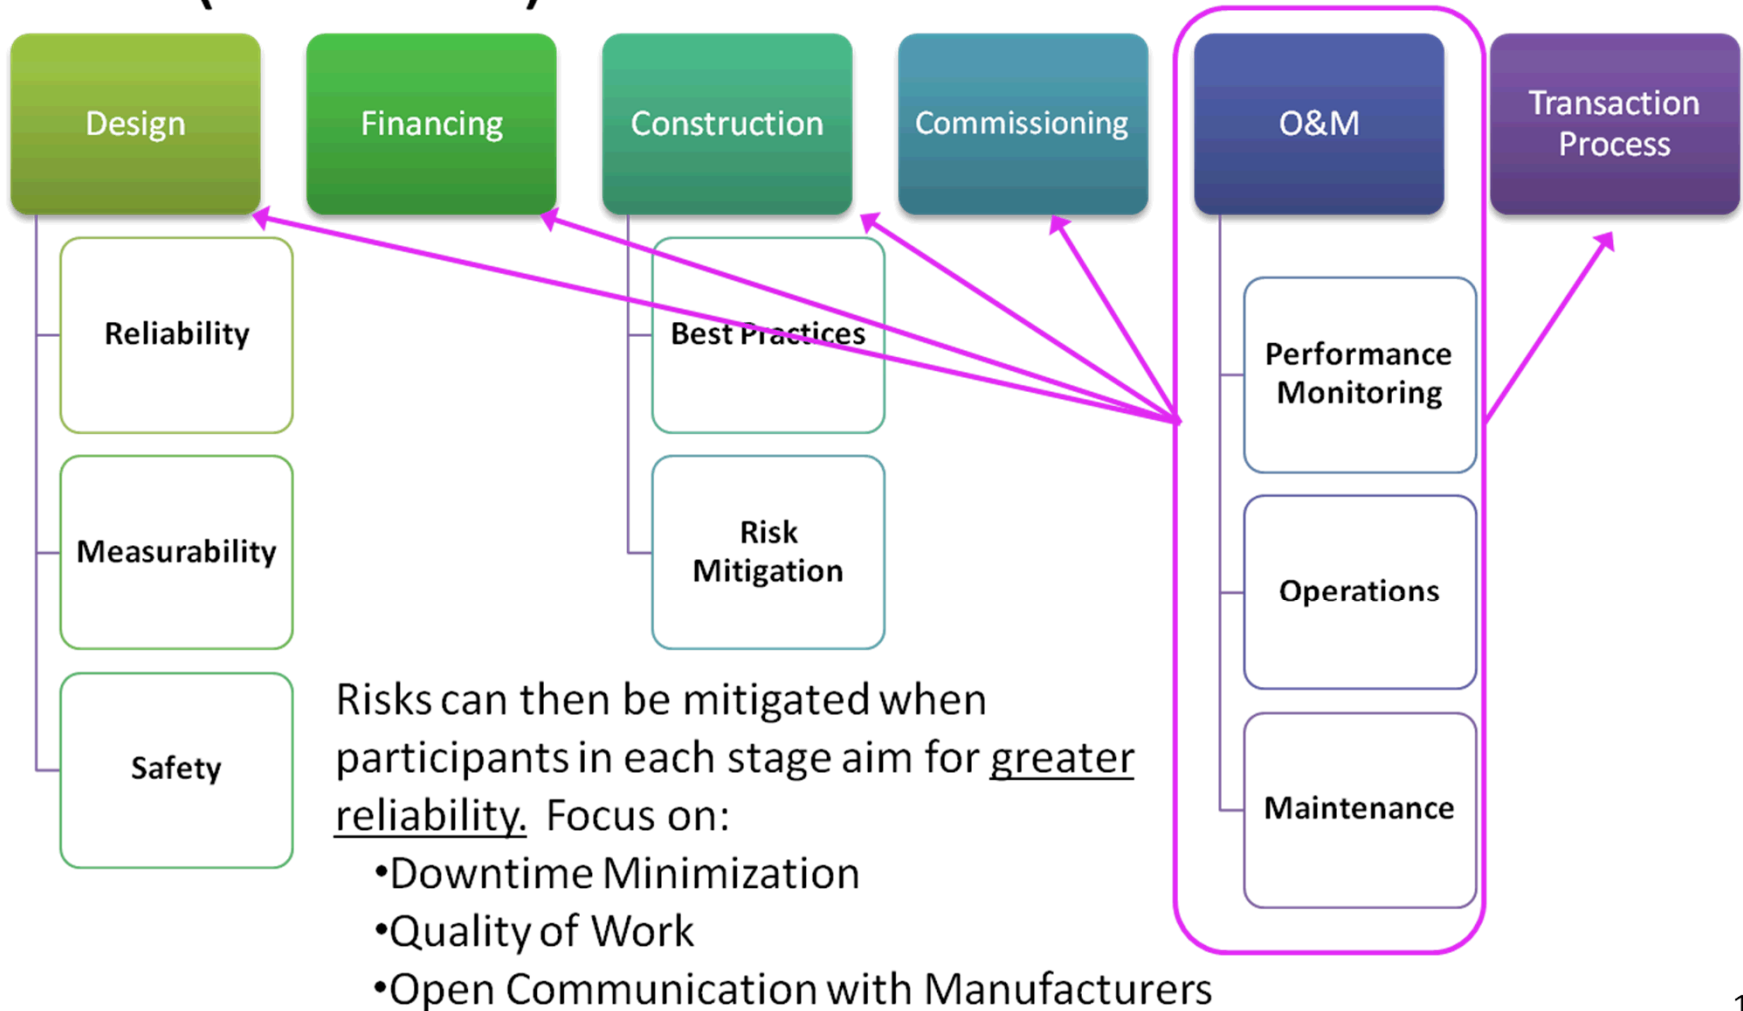 Design
Financing
Construction
Commissioning
O&M
Transaction
Process
Reliability
Measurability
Safety
Best Practices
Risk
Mitigation
Performance
Monitoring
Operations
Maintenance
Risks can then be mitigated when
participants in each stage aim for greater
reliability. Focus on:
•Downtime Minimization
•Quality of Work
•Open Communication with Manufacturers